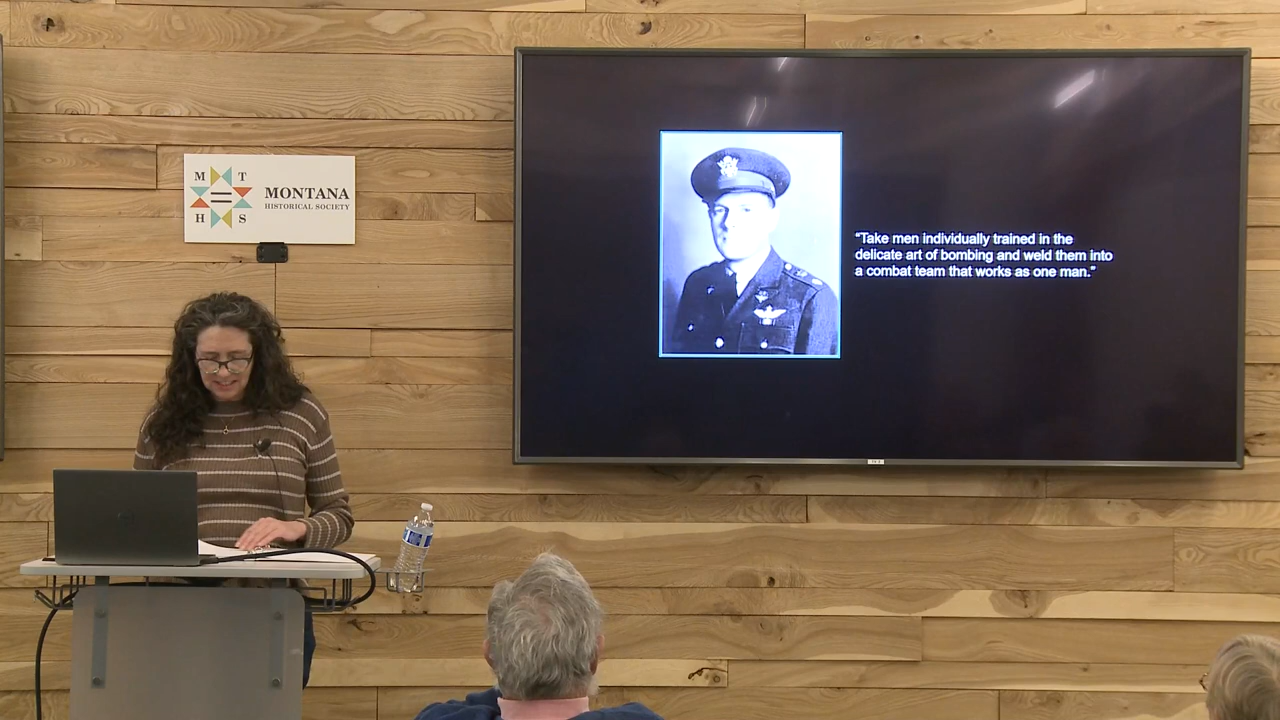 M T
H S
MONTANA
HISTORICAL SOCIETY
“Take men individually trained in the
delicate art of bombing and weld them into
a combat team that works as one man.”